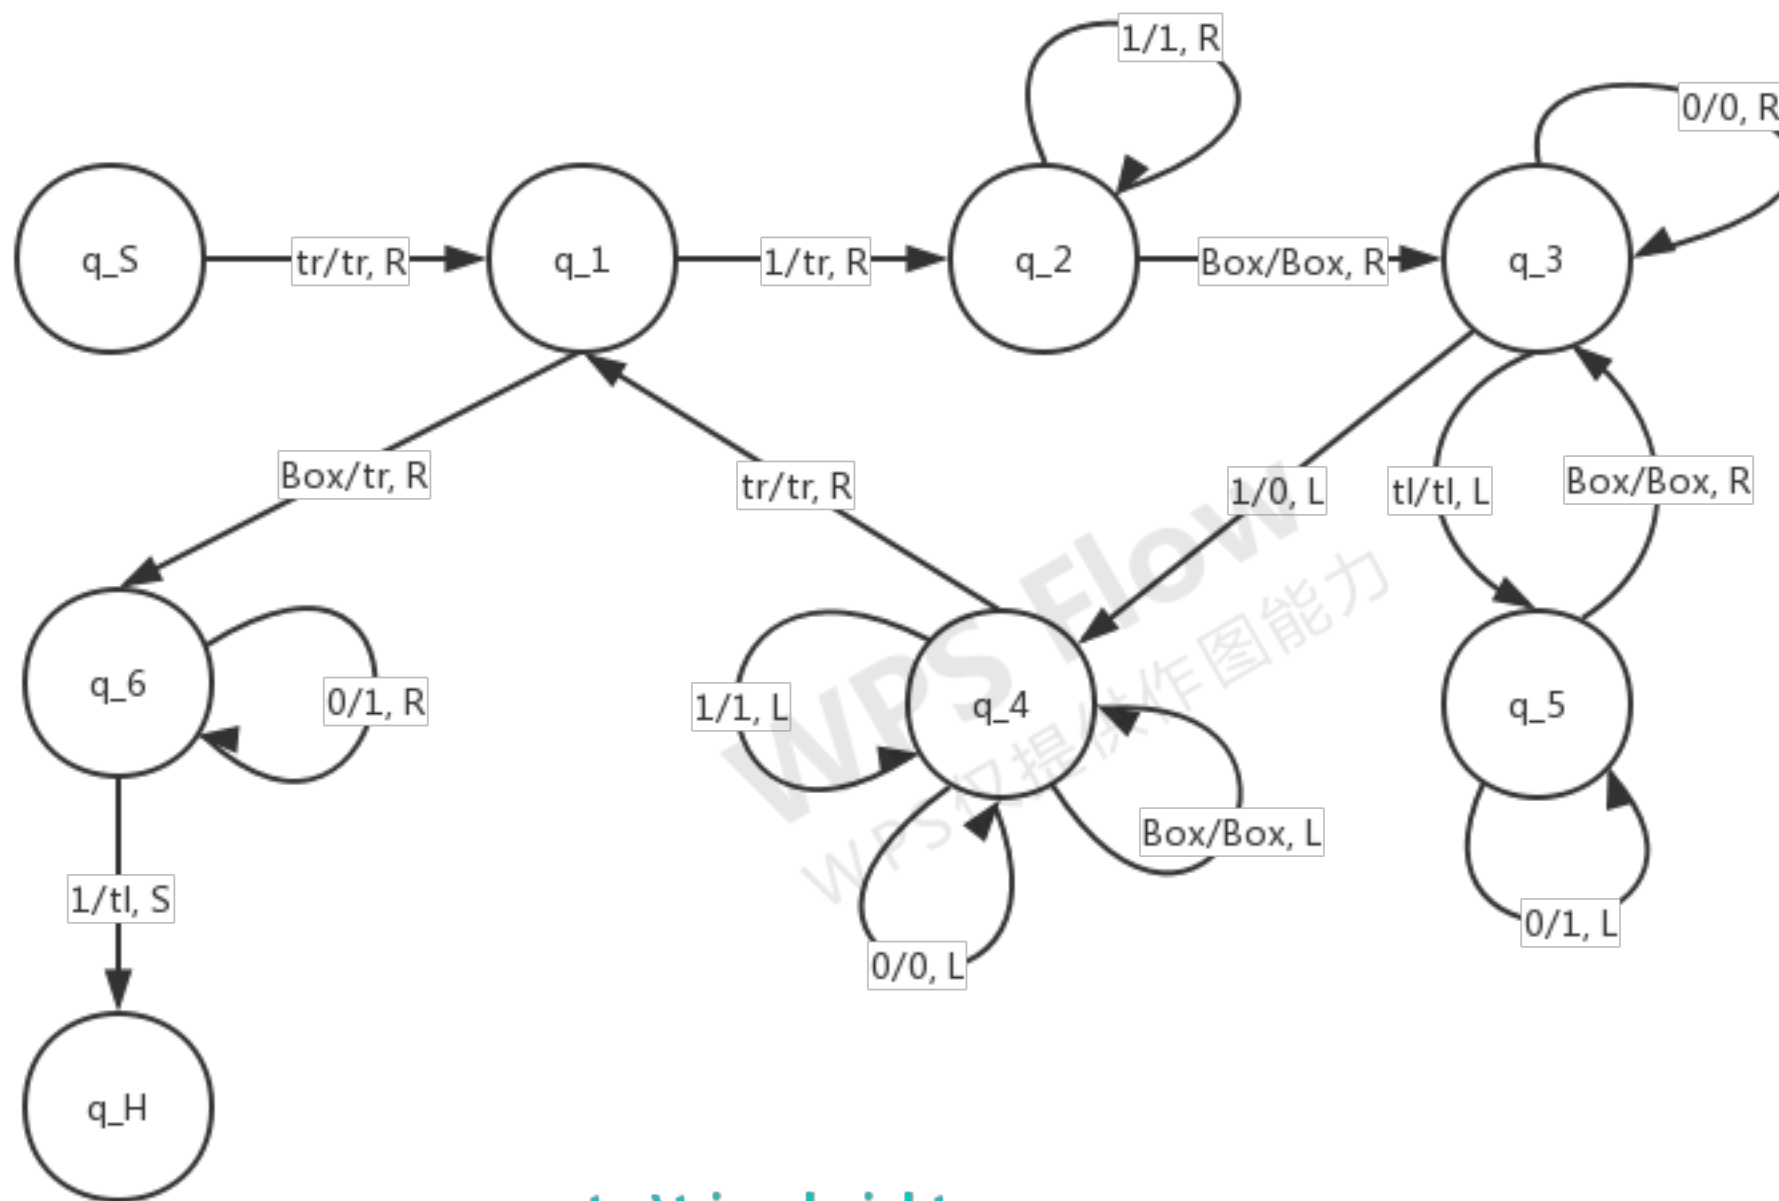 1/1, R
0/0, R
q_S
tr/tr, R
q_1
1/tr, R
q_2
Box/Box, R
q_3
Box/tr, R
tr/tr, R
1/0, L
tl/tl, L
Box/Box, R
q_6
0/1, R
1/1, L
q_4
q_5
Box/Box, L
1/tl, S
0/0, L
0/1, L
q_H
WPS Flow
WPS仅提供作图能力